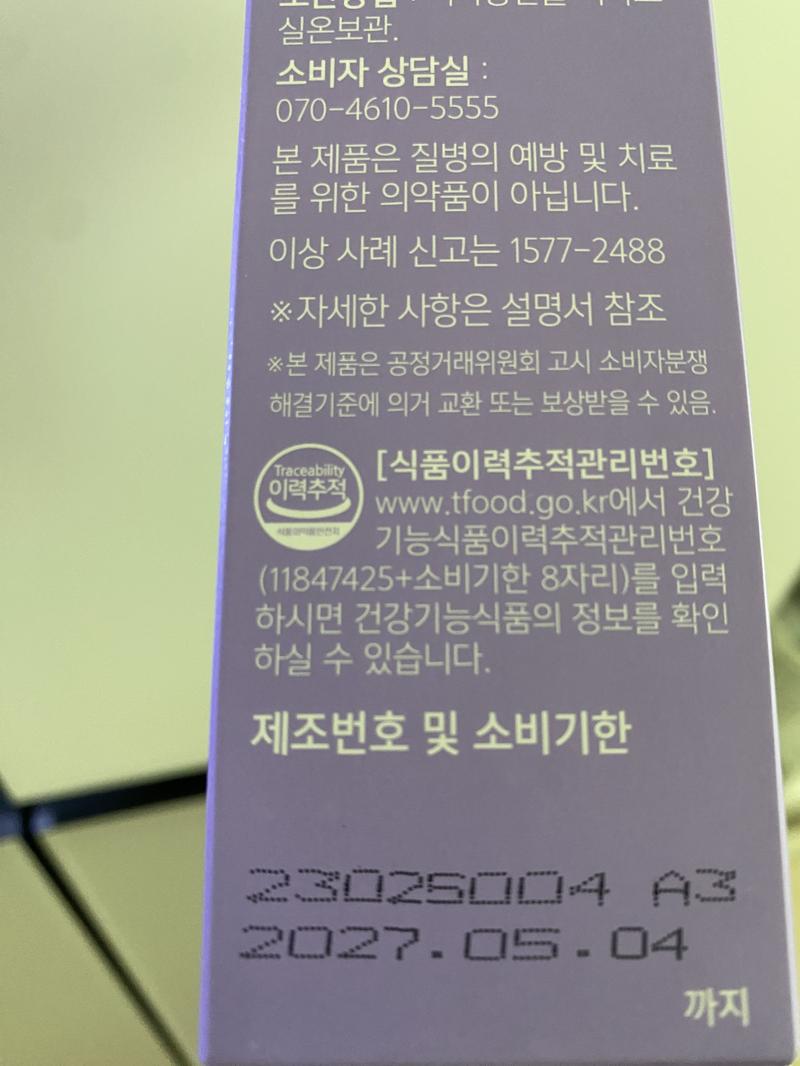 실온보관.
소비자 상담실 :
070-4610-5555
본 제품은 질병의 예방 및 치료
를 위한 의약품이 아닙니다.
이상 사례 신고는 1577-2488
※자세한 사항은 설명서 참조
※본 제품은 공정거래위원회 고시 소비자분쟁
해결기준에 의거 교환 또는 보상받을 수 있음.
Traceability
이력추적
식품의약품안전처
[식품이력추적관리번호]
www.tfood.go.kr에서 건강
기능식품이력추적관리번호
(11847425+소비기한 8자리)를 입력
하시면 건강기능식품의 정보를 확인
하실 수 있습니다.
제조번호 및 소비기한
23025004 A3
2027.05.04
까지